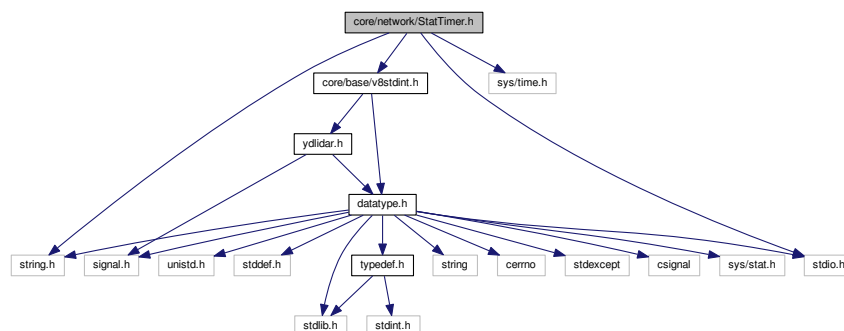 core/network/StatTimer.h
core/base/v8stdint.h
sys/time.h
ydlidar.h
datatype.h
string.h
signal.h
unistd.h
stddef.h
typedef.h
string
cerrno
stdexcept
csignal
sys/stat.h
stdio.h
stdlib.h
stdint.h